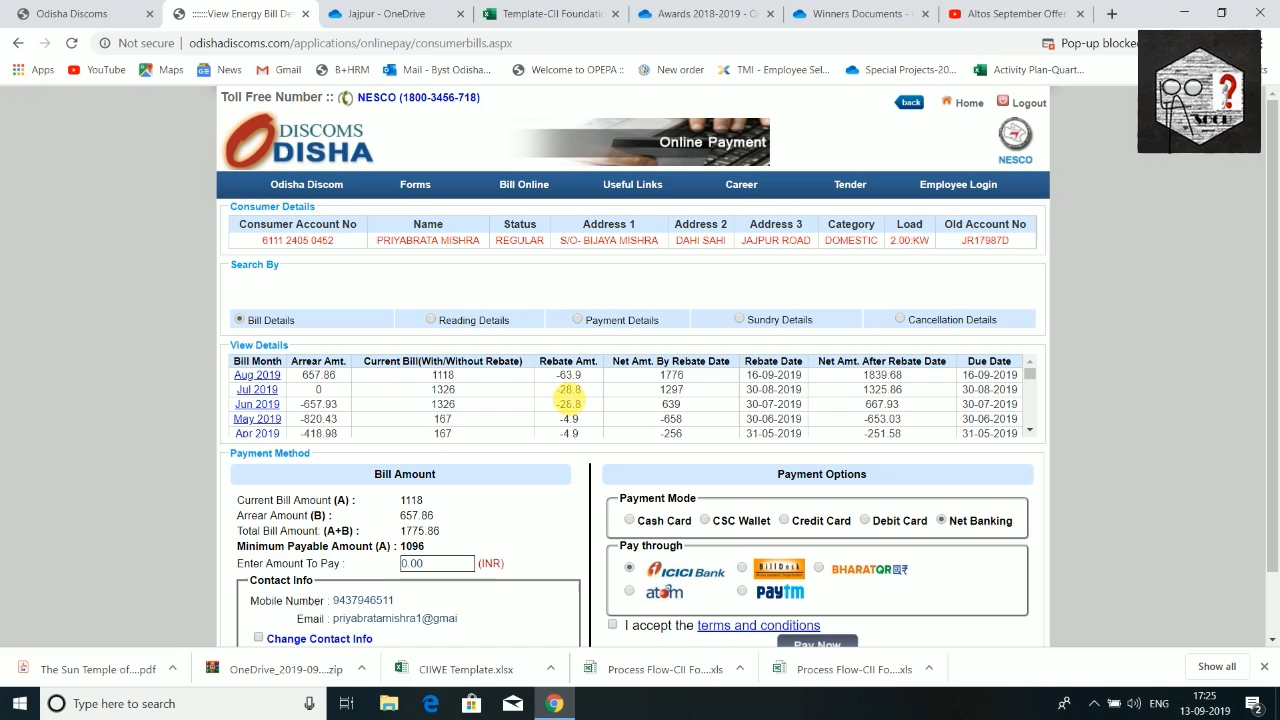 Odisha Discoms
:::::::View Energy Bill De
Jajpur - OneDrive
Template-CII Foundati
Awards 2018-2019 - O
Winners Documents -
Altos September Offer
Not secure | odishadiscoms.com/applications/onlinepay/consumerbills.aspx
Pop-up blocked
Apps YouTube Maps News Gmail B+HGM Mail - Byst Od Welcome to OPEPA :: New order TMI - Employee Sel... Special-P Activity Plan-Quart...
Toll Free Number :: NESCO (1800-3456-718)
back Home Logout
ODISCOMS
ODISHA
Online Payment
NESCO
?
SPCD
Odisha Discom Forms Bill Online Useful Links Career Tender Employee Login
Consumer Details
Consumer Account No Name Status Address 1 Address 2 Address 3 Category Load Old Account No
6111 2405 0452 PRIYABRATA MISHRA REGULAR S/O- BIJAYA MISHRA DAHI SAHI JAJPUR ROAD DOMESTIC 2.00:KW JR17987D
Search By
Bill Details Reading Details Payment Details Sundry Details Cancellation Details
View Details
Bill Month Arrear Amt. Current Bill(With/Without Rebate) Rebate Amt. Net Amt. By Rebate Date Rebate Date Net Amt. After Rebate Date Due Date
Aug 2019 657.86 1118 -63.9 1776 16-09-2019 1839.68 16-09-2019
Jul 2019 0 1326 -28.8 1297 30-08-2019 1325.86 30-08-2019
Jun 2019 -657.93 1326 -28.8 639 30-07-2019 667.93 30-07-2019
May 2019 -820.43 167 -4.9 -658 30-06-2019 -653.03 30-06-2019
Apr 2019 -418.98 167 -4.9 -256 31-05-2019 -251.58 31-05-2019
Payment Method
Bill Amount
Current Bill Amount (A) : 1118
Arrear Amount (B) : 657.86
Total Bill Amount: (A+B) : 1775.86
Minimum Payable Amount (A) : 1096
Enter Amount To Pay : 0.00 (INR)
Contact Info
Mobile Number : 9437946511
Email : priyabratamishra1@gmai
Change Contact Info
Payment Options
Payment Mode
Cash Card CSC Wallet Credit Card Debit Card Net Banking
Pay through
ICICI Bank BillDesk BHARATQR
atom paytm
I accept the terms and conditions
Pay Now
The Sun Temple of....pdf OneDrive_2019-09....zip CIIWE Template.xlsx Process Flow-CII Fo....xls Process Flow-CII Fo....xls Show all
Type here to search
ENG
17:25
13-09-2019
2